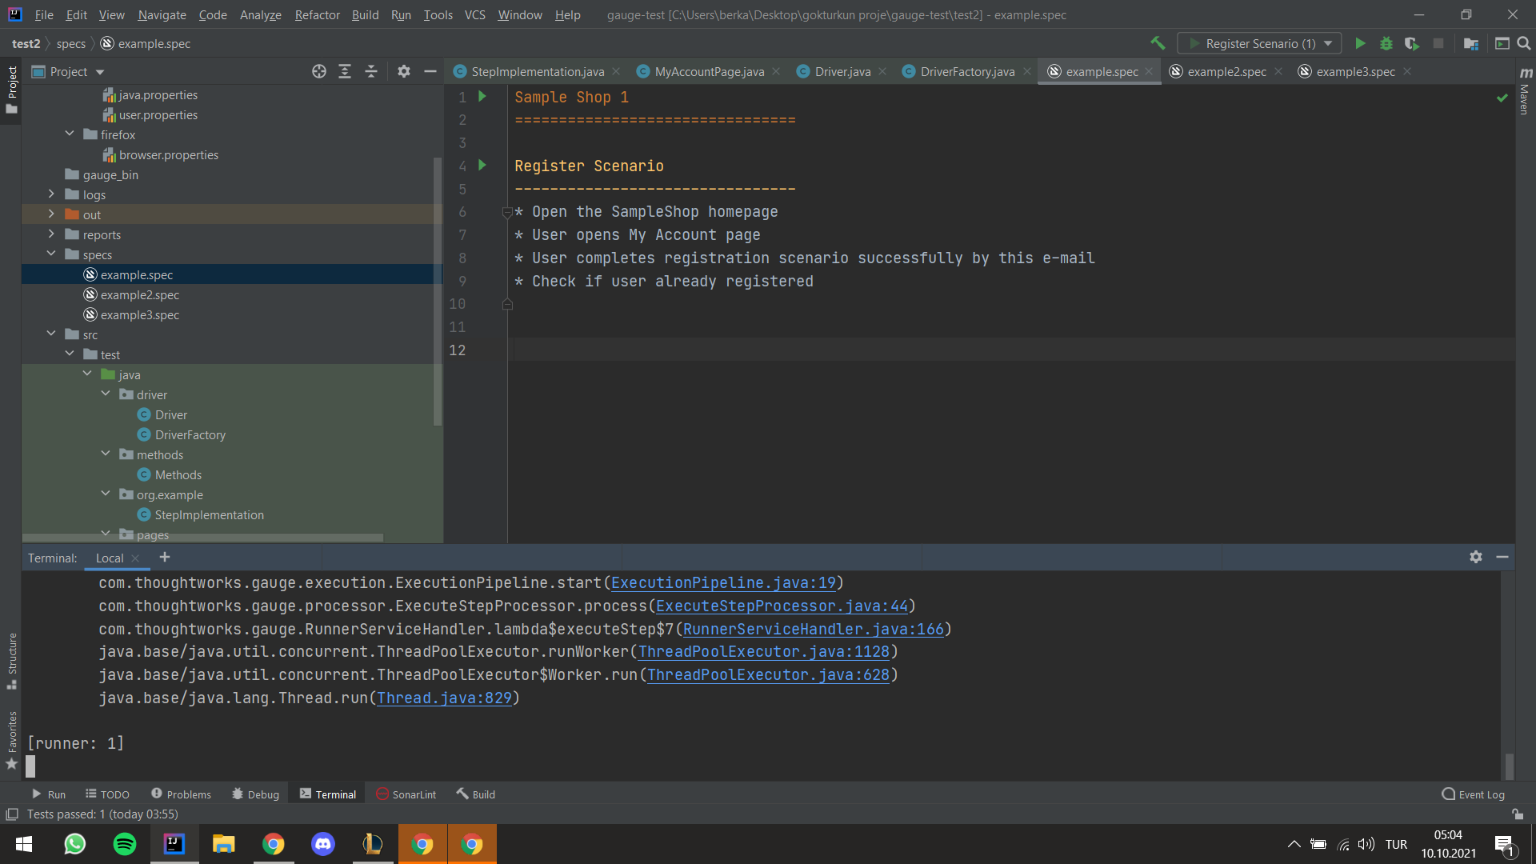 File Edit View Navigate Code Analyze Refactor Build Run Tools VCS Window Help gauge-test [C:\Users\berka\Desktop\gokturkun proje\gauge-test\test2] - example.spec
test2 specs example.spec
Register Scenario (1)
Project
StepImplementation.java MyAccountPage.java Driver.java DriverFactory.java example.spec example2.spec example3.spec
Project
Maven
java.properties
user.properties
firefox
browser.properties
gauge_bin
logs
out
reports
specs
example.spec
example2.spec
example3.spec
src
test
java
driver
Driver
DriverFactory
methods
Methods
org.example
StepImplementation
pages
1 Sample Shop 1
2 ================================
3
4 Register Scenario
5 --------------------------------
6 * Open the SampleShop homepage
7 * User opens My Account page
8 * User completes registration scenario successfully by this e-mail
9 * Check if user already registered
10
11
12
Terminal: Local
com.thoughtworks.gauge.execution.ExecutionPipeline.start(ExecutionPipeline.java:19)
com.thoughtworks.gauge.processor.ExecuteStepProcessor.process(ExecuteStepProcessor.java:44)
com.thoughtworks.gauge.RunnerServiceHandler.lambda$executeStep$7(RunnerServiceHandler.java:166)
java.base/java.util.concurrent.ThreadPoolExecutor.runWorker(ThreadPoolExecutor.java:1128)
java.base/java.util.concurrent.ThreadPoolExecutor$Worker.run(ThreadPoolExecutor.java:628)
java.base/java.lang.Thread.run(Thread.java:829)
[runner: 1]
Structure
Favorites
Run TODO Problems Debug Terminal SonarLint Build Event Log
Tests passed: 1 (today 03:55)
TUR
05:04
10.10.2021
1